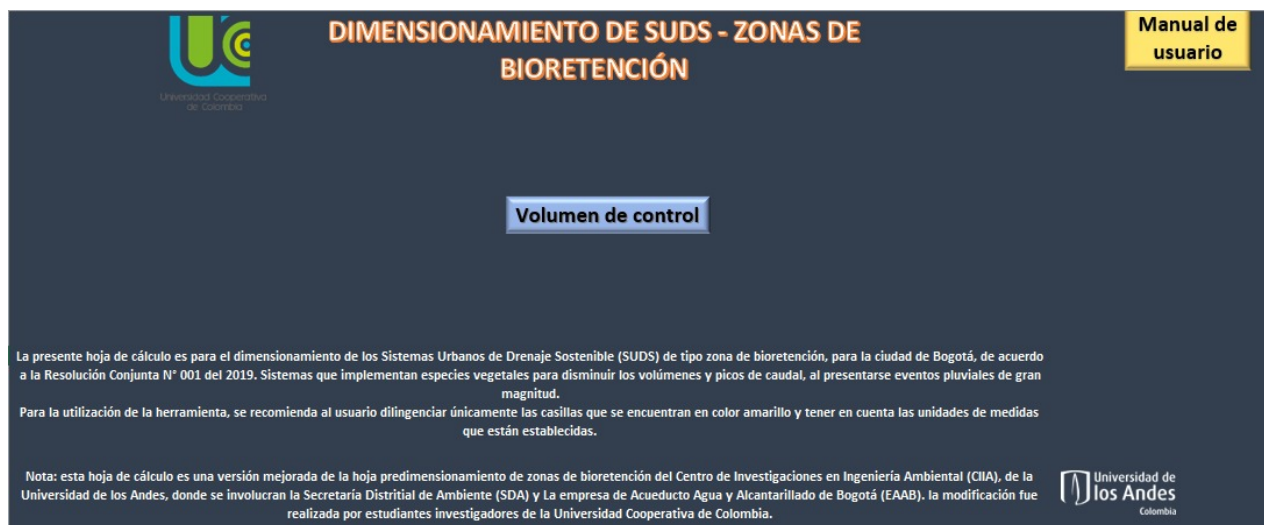 DIMENSIONAMIENTO DE SUDS - ZONAS DE
BIORETENCIÓN
Manual de
usuario
Universidad Cooperativa
de Colombia
Volumen de control
La presente hoja de cálculo es para el dimensionamiento de los Sistemas Urbanos de Drenaje Sostenible (SUDS) de tipo zona de bioretención, para la ciudad de Bogotá, de acuerdo
a la Resolución Conjunta N° 001 del 2019. Sistemas que implementan especies vegetales para disminuir los volúmenes y picos de caudal, al presentarse eventos pluviales de gran
magnitud.
Para la utilización de la herramienta, se recomienda al usuario dilingenciar únicamente las casillas que se encuentran en color amarillo y tener en cuenta las unidades de medidas
que están establecidas.
Nota: esta hoja de cálculo es una versión mejorada de la hoja predimensionamiento de zonas de bioretención del Centro de Investigaciones en Ingeniería Ambiental (CIIA), de la
Universidad de los Andes, donde se involucran la Secretaría Distritial de Ambiente (SDA) y La empresa de Acueducto Agua y Alcantarillado de Bogotá (EAAB). la modificación fue
realizada por estudiantes investigadores de la Universidad Cooperativa de Colombia.
Universidad de
los Andes
Colombia